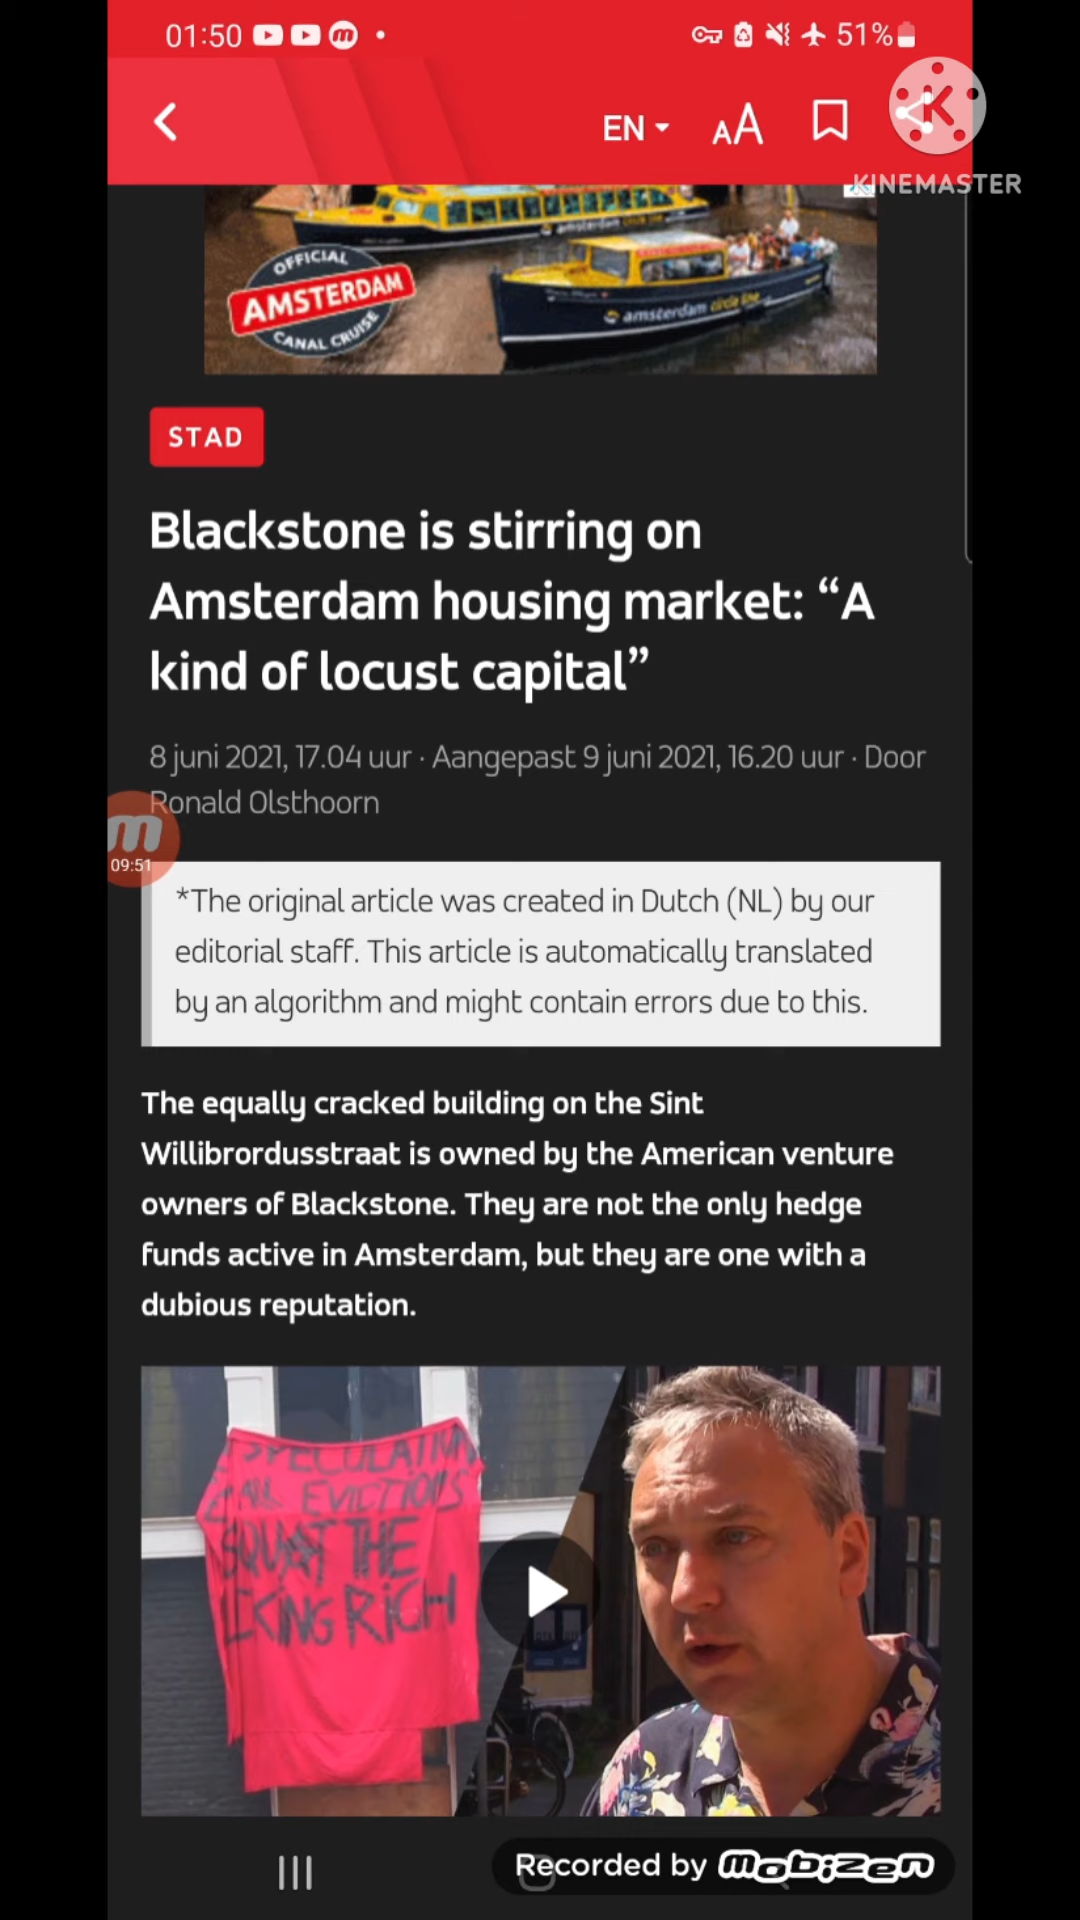 01:50
51%
EN
AA
K
KINEMASTER
amsterdam
OFFICIAL
AMSTERDAM
CANAL CRUISE
amsterdam circle line
STAD
Blackstone is stirring on
Amsterdam housing market: “A
kind of locust capital”
8 juni 2021, 17.04 uur · Aangepast 9 juni 2021, 16.20 uur · Door
Ronald Olsthoorn
m
09:51
*The original article was created in Dutch (NL) by our
editorial staff. This article is automatically translated
by an algorithm and might contain errors due to this.
The equally cracked building on the Sint
Willibrordusstraat is owned by the American venture
owners of Blackstone. They are not the only hedge
funds active in Amsterdam, but they are one with a
dubious reputation.
EVICTIONS
SQUAT THE
CKING RICH
Recorded by mobizen